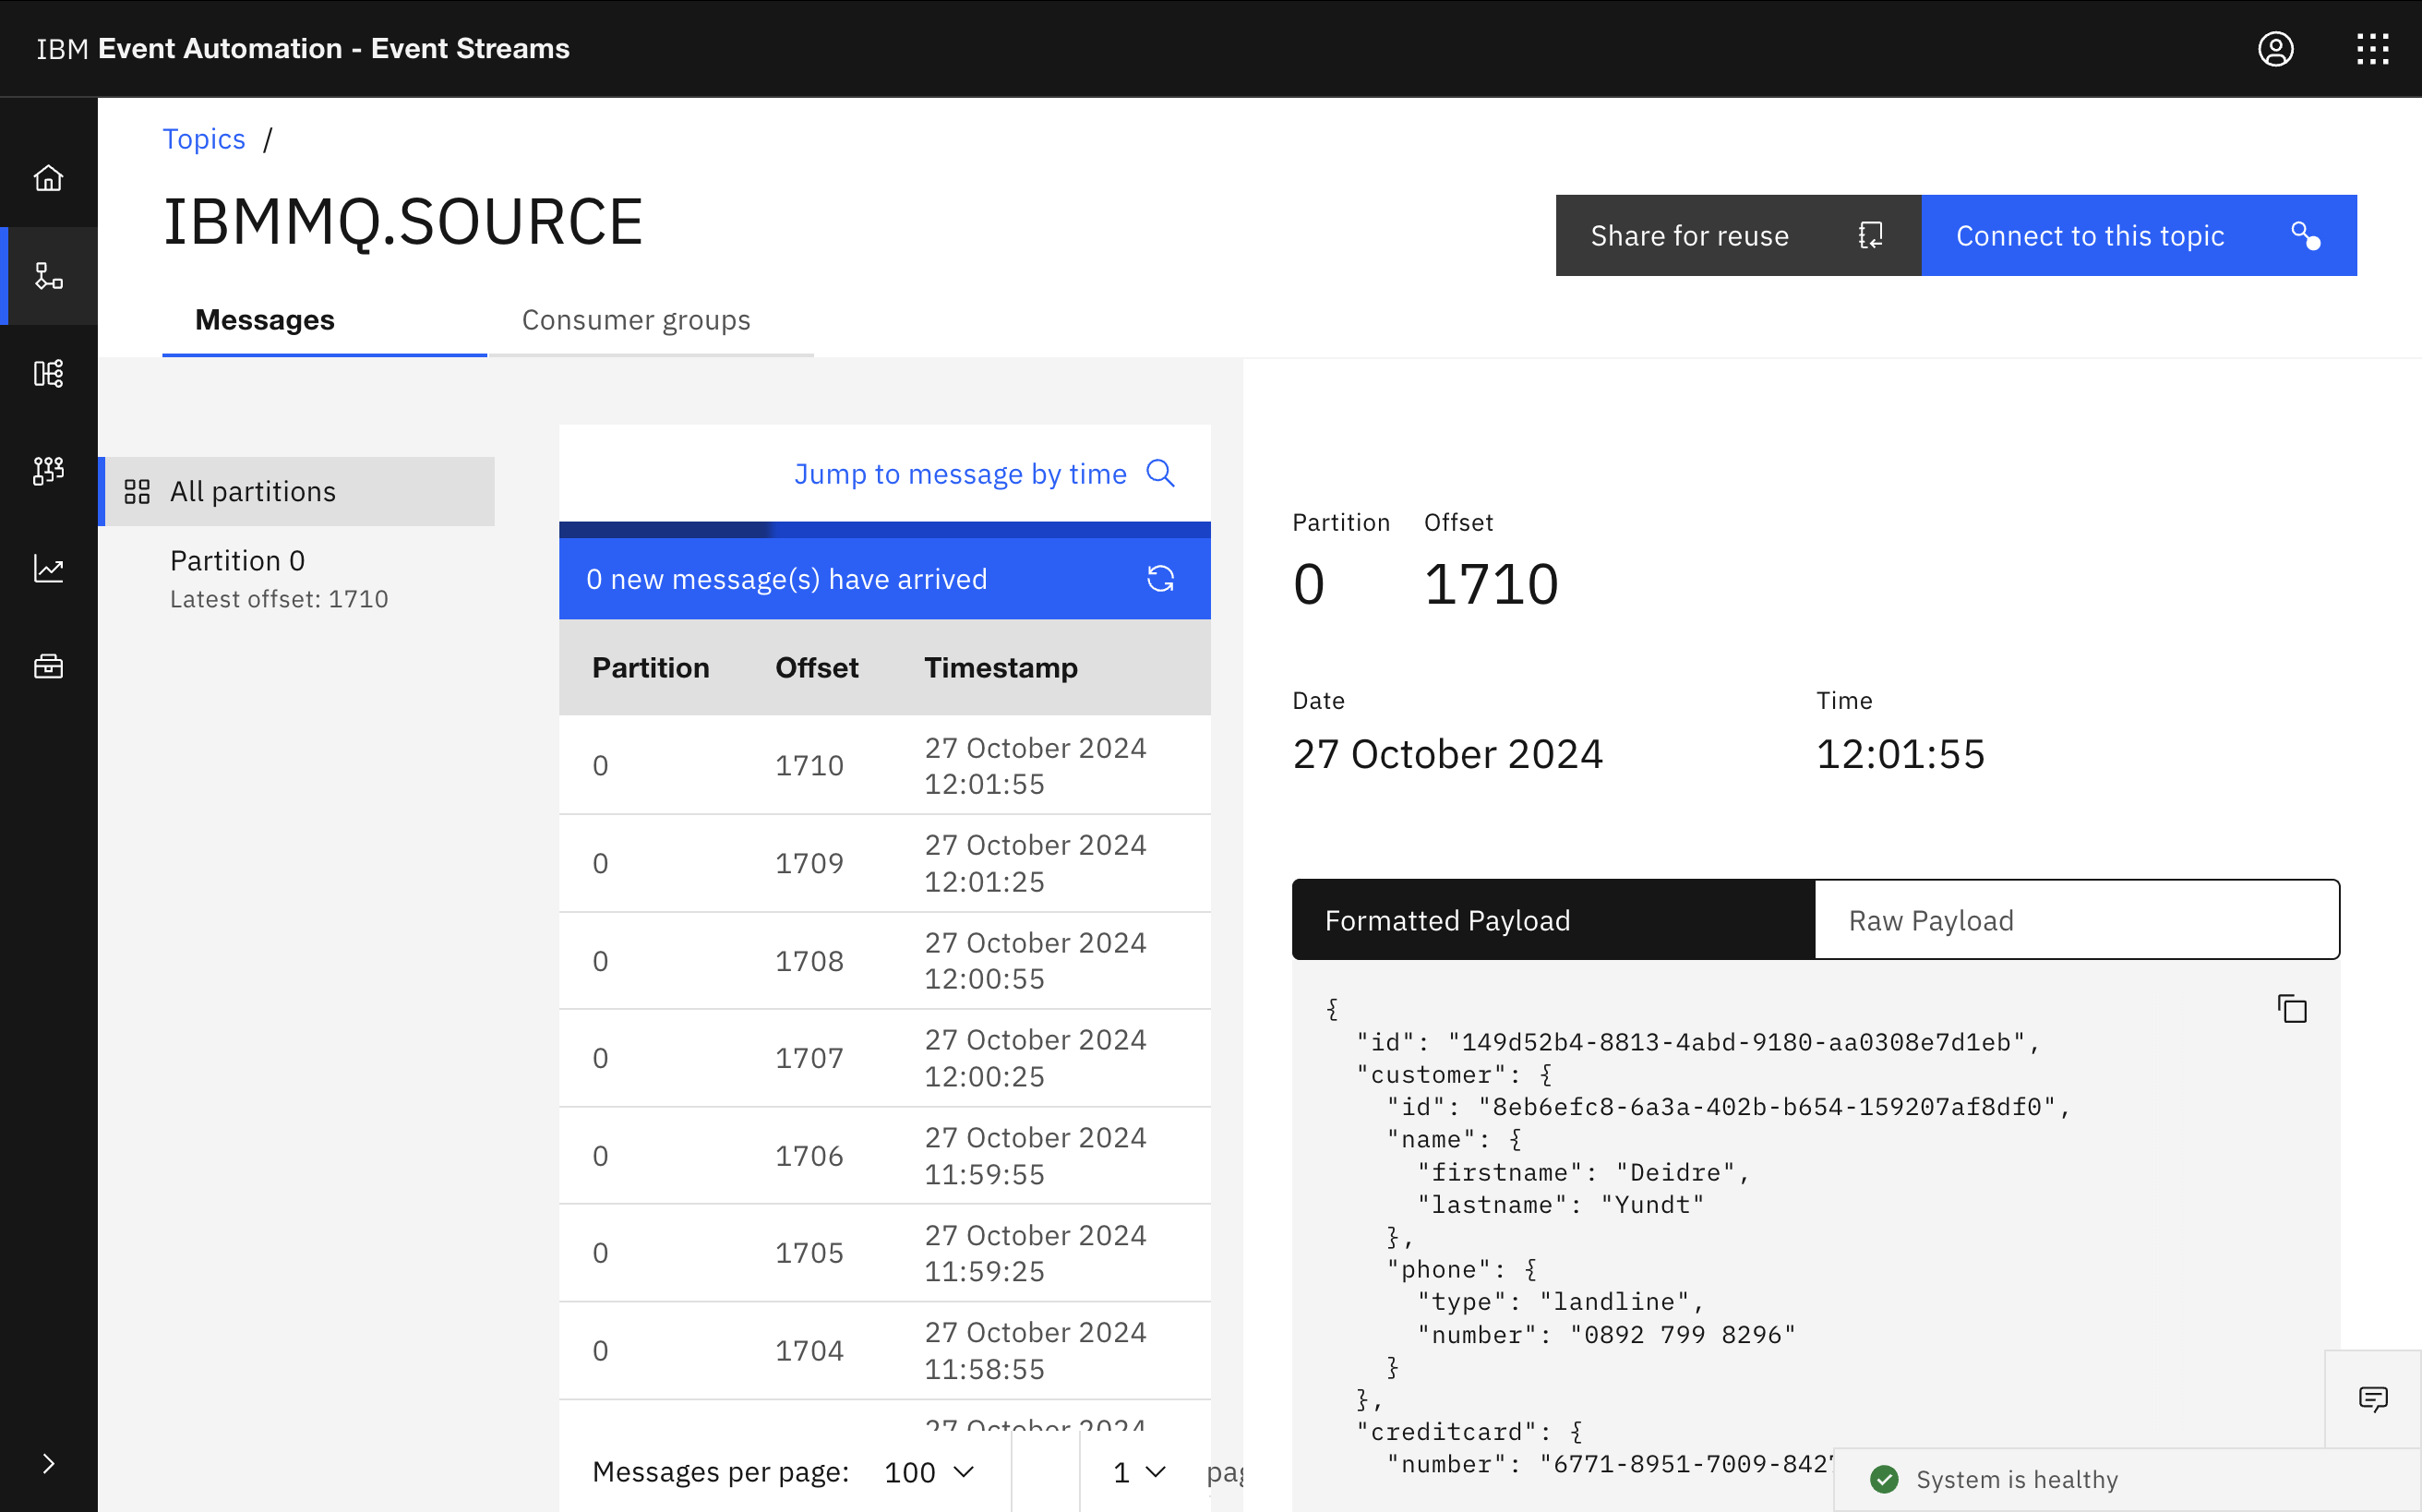 IBM Event Automation - Event Streams
Topics /
IBMMQ.SOURCE
Share for reuse
Connect to this topic
Messages
Consumer groups
All partitions
Partition 0
Latest offset: 1710
Jump to message by time
0 new message(s) have arrived
Partition Offset Timestamp
0 1710 27 October 2024
12:01:55
0 1709 27 October 2024
12:01:25
0 1708 27 October 2024
12:00:55
0 1707 27 October 2024
12:00:25
0 1706 27 October 2024
11:59:55
0 1705 27 October 2024
11:59:25
0 1704 27 October 2024
11:58:55
27 October 2024
Messages per page: 100 1
Partition Offset
0 1710
Date Time
27 October 2024 12:01:55
Formatted Payload
Raw Payload
{
"id": "149d52b4-8813-4abd-9180-aa0308e7d1eb",
"customer": {
"id": "8eb6efc8-6a3a-402b-b654-159207af8df0",
"name": {
"firstname": "Deidre",
"lastname": "Yundt"
},
"phone": {
"type": "landline",
"number": "0892 799 8296"
}
},
"creditcard": {
"number": "6771-8951-7009-842
System is healthy